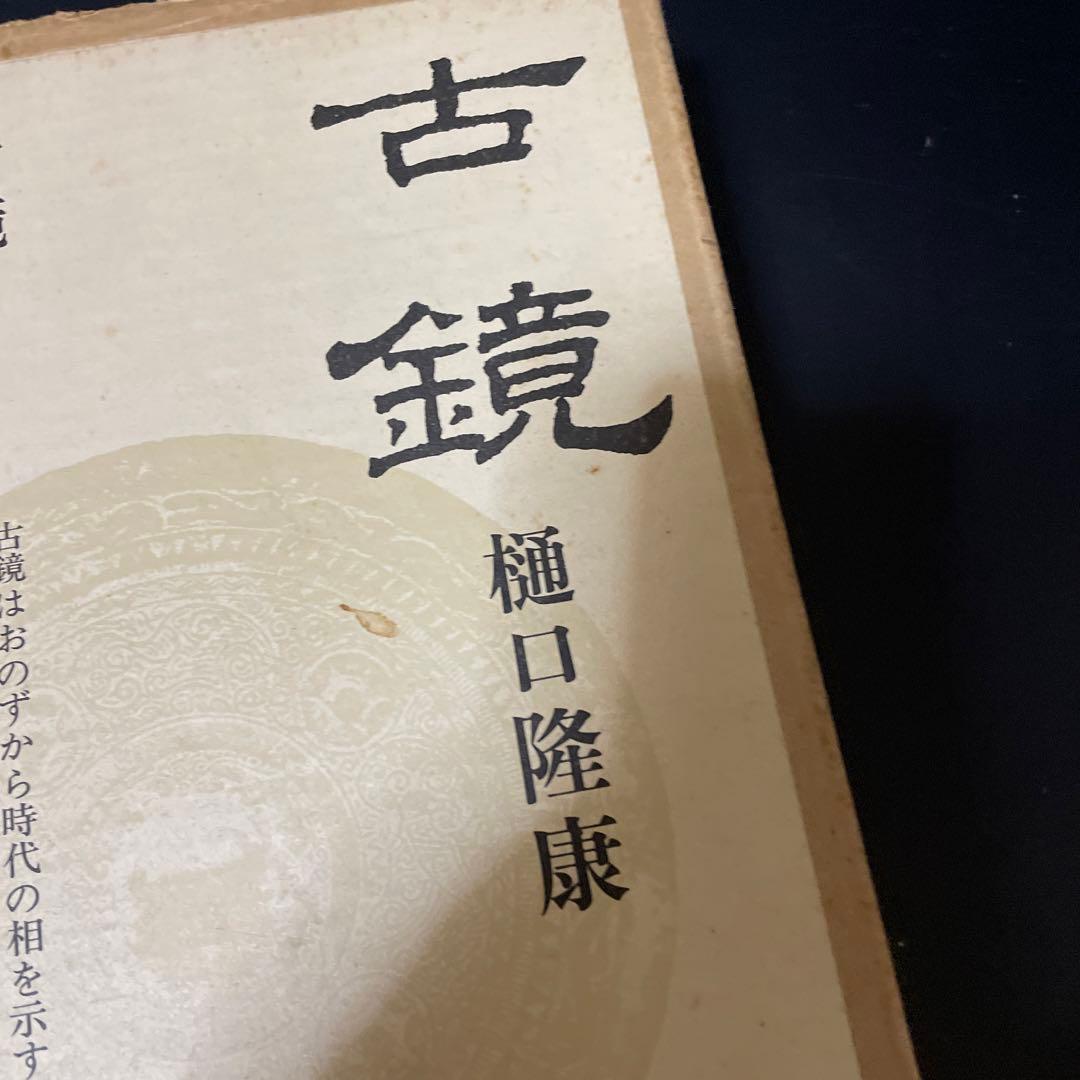 古鏡
樋口隆康
古鏡はおのずから時代の相を示す